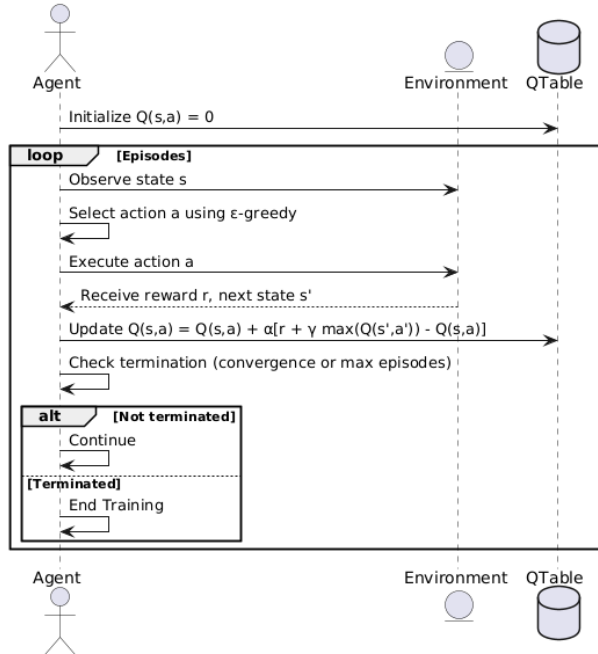 Agent
Environment
QTable
Initialize Q(s,a) = 0
loop
[Episodes]
Observe state s
Select action a using ε-greedy
Execute action a
Receive reward r, next state s'
Update Q(s,a) = Q(s,a) + α[r + γ max(Q(s',a')) - Q(s,a)]
Check termination (convergence or max episodes)
alt
[Not terminated]
Continue
[Terminated]
End Training
Agent
Environment
QTable